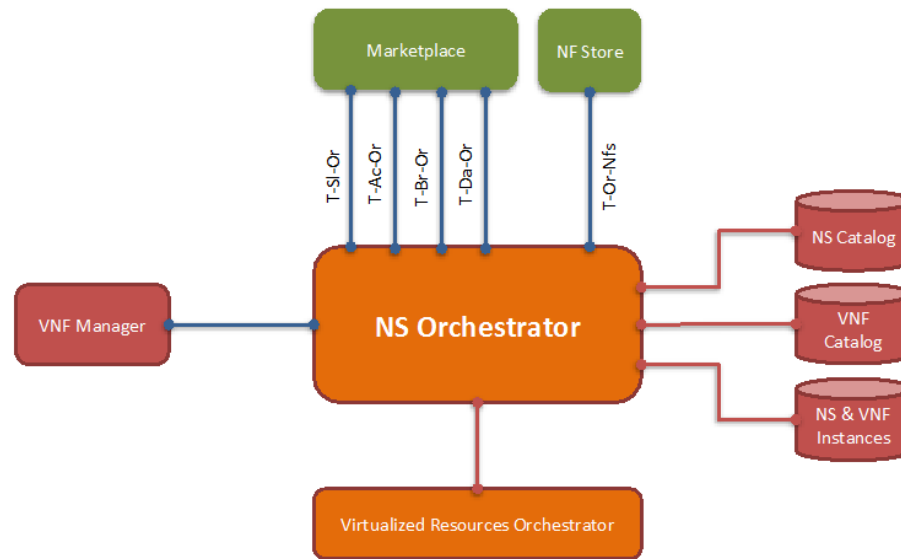 Marketplace
NF Store
T-Sl-Or
T-Ac-Or
T-Br-Or
T-Da-Or
T-Or-Nfs
NS Catalog
VNF Manager
NS Orchestrator
VNF
Catalog
NS & VNF
Instances
Virtualized Resources Orchestrator